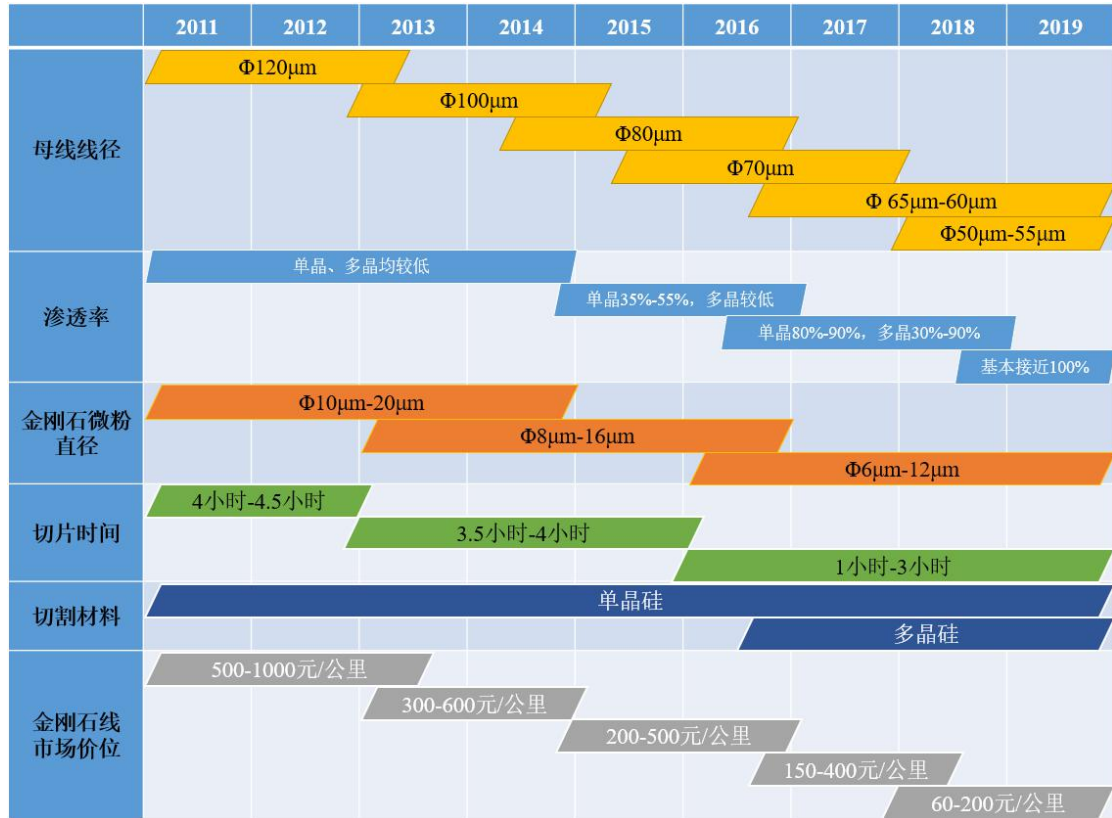 2011 2012 2013 2014 2015 2016 2017 2018 2019
母线线径
Φ120μm
Φ100μm
Φ80μm
Φ70μm
Φ 65μm-60μm
Φ50μm-55μm
渗透率
单晶、多晶均较低
单晶35%-55%，多晶较低
单晶80%-90%，多晶30%-90%
基本接近100%
金刚石微粉
直径
Φ10μm-20μm
Φ8μm-16μm
Φ6μm-12μm
切片时间
4小时-4.5小时
3.5小时-4小时
1小时-3小时
切割材料
单晶硅
多晶硅
金刚石线
市场价位
500-1000元/公里
300-600元/公里
200-500元/公里
150-400元/公里
60-200元/公里